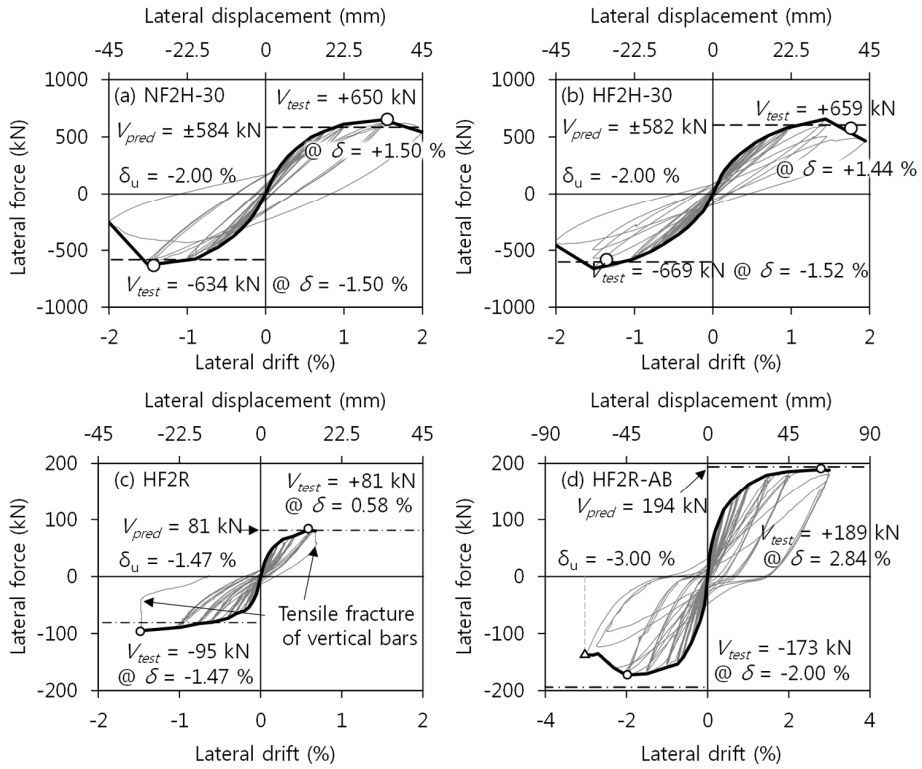 Lateral displacement (mm)
-45 -22.5 0 22.5 45
1000
500
0
-500
-1000
Lateral force (kN)
(a) NF2H-30
V_test = +650 kN
V_pred = ±584 kN
@ δ = +1.50 %
δ_u = -2.00 %
V_test = -634 kN @ δ = -1.50 %
-2 -1 0 1 2
Lateral drift (%)
Lateral displacement (mm)
-45 -22.5 0 22.5 45
1000
500
0
-500
-1000
Lateral force (kN)
(b) HF2H-30
V_test = +659 kN
V_pred = ±582 kN
@ δ = +1.44 %
δ_u = -2.00 %
V_test = -669 kN @ δ = -1.52 %
-2 -1 0 1 2
Lateral drift (%)
Lateral displacement (mm)
-45 -22.5 0 22.5 45
200
100
0
-100
-200
Lateral force (kN)
(c) HF2R
V_test = +81 kN
@ δ = 0.58 %
V_pred = 81 kN
δ_u = -1.47 %
Tensile fracture
of vertical bars
V_test = -95 kN
@ δ = -1.47 %
-2 -1 0 1 2
Lateral drift (%)
Lateral displacement (mm)
-90 -45 0 45 90
200
100
0
-100
-200
Lateral force (kN)
(d) HF2R-AB
V_pred = 194 kN
V_test = +189 kN
@ δ = 2.84 %
δ_u = -3.00 %
V_test = -173 kN
@ δ = -2.00 %
-4 -2 0 2 4
Lateral drift (%)